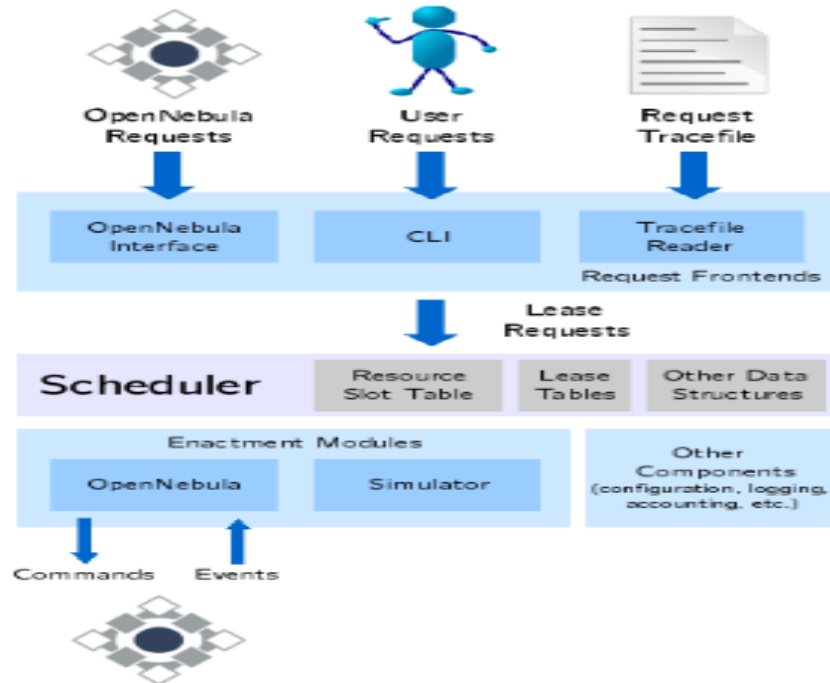 OpenNebula
Requests
User
Requests
Request
Tracefile
OpenNebula
Interface
CLI
Tracefile
Reader
Request Frontends
Lease
Requests
Scheduler
Resource
Slot Table
Lease
Tables
Other Data
Structures
Enactment Modules
OpenNebula
Simulator
Other
Components
(configuration, logging,
accounting, etc.)
Commands
Events